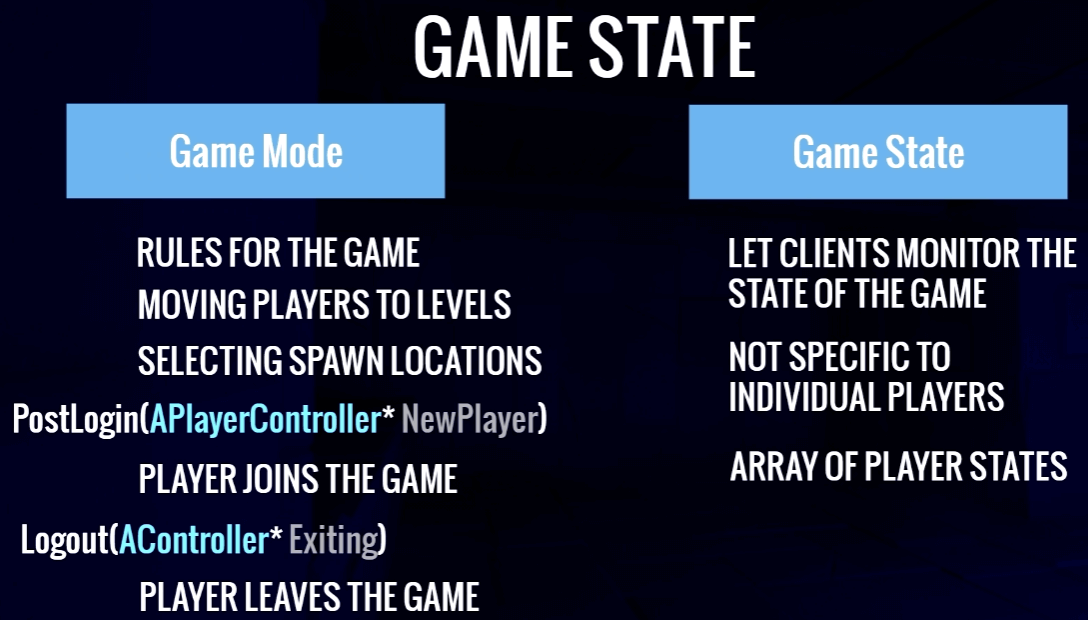 GAME STATE
Game Mode
RULES FOR THE GAME
MOVING PLAYERS TO LEVELS
SELECTING SPAWN LOCATIONS
PostLogin(APlayerController* NewPlayer)
PLAYER JOINS THE GAME
Logout(AController* Exiting)
PLAYER LEAVES THE GAME
Game State
LET CLIENTS MONITOR THE
STATE OF THE GAME
NOT SPECIFIC TO
INDIVIDUAL PLAYERS
ARRAY OF PLAYER STATES